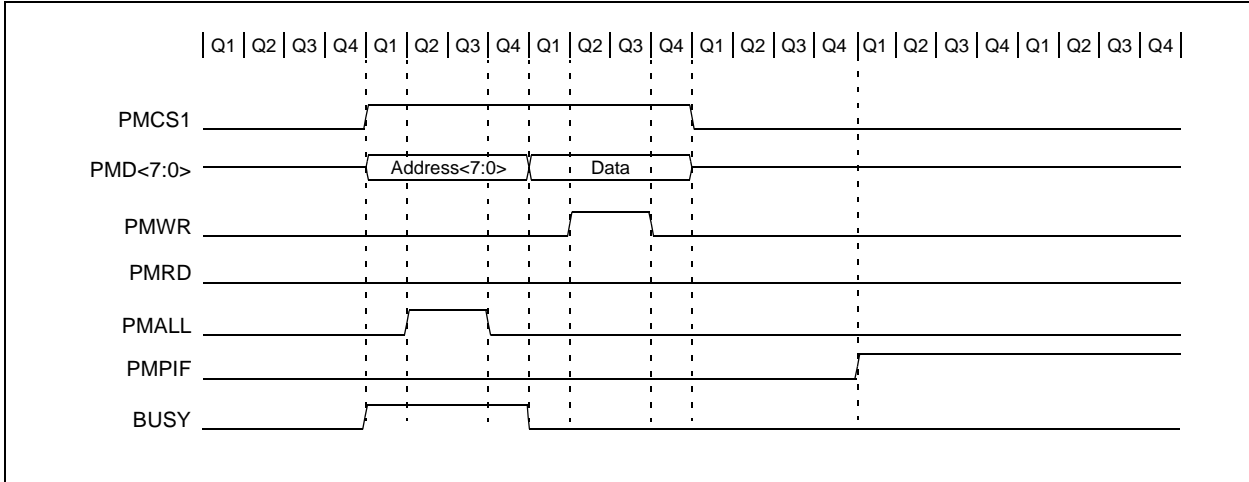 Q1 Q2 Q3 Q4 Q1 Q2 Q3 Q4 Q1 Q2 Q3 Q4 Q1 Q2 Q3 Q4 Q1 Q2 Q3 Q4 Q1 Q2 Q3 Q4
PMCS1
PMD<7:0> Address<7:0> Data
PMWR
PMRD
PMALL
PMPIF
BUSY